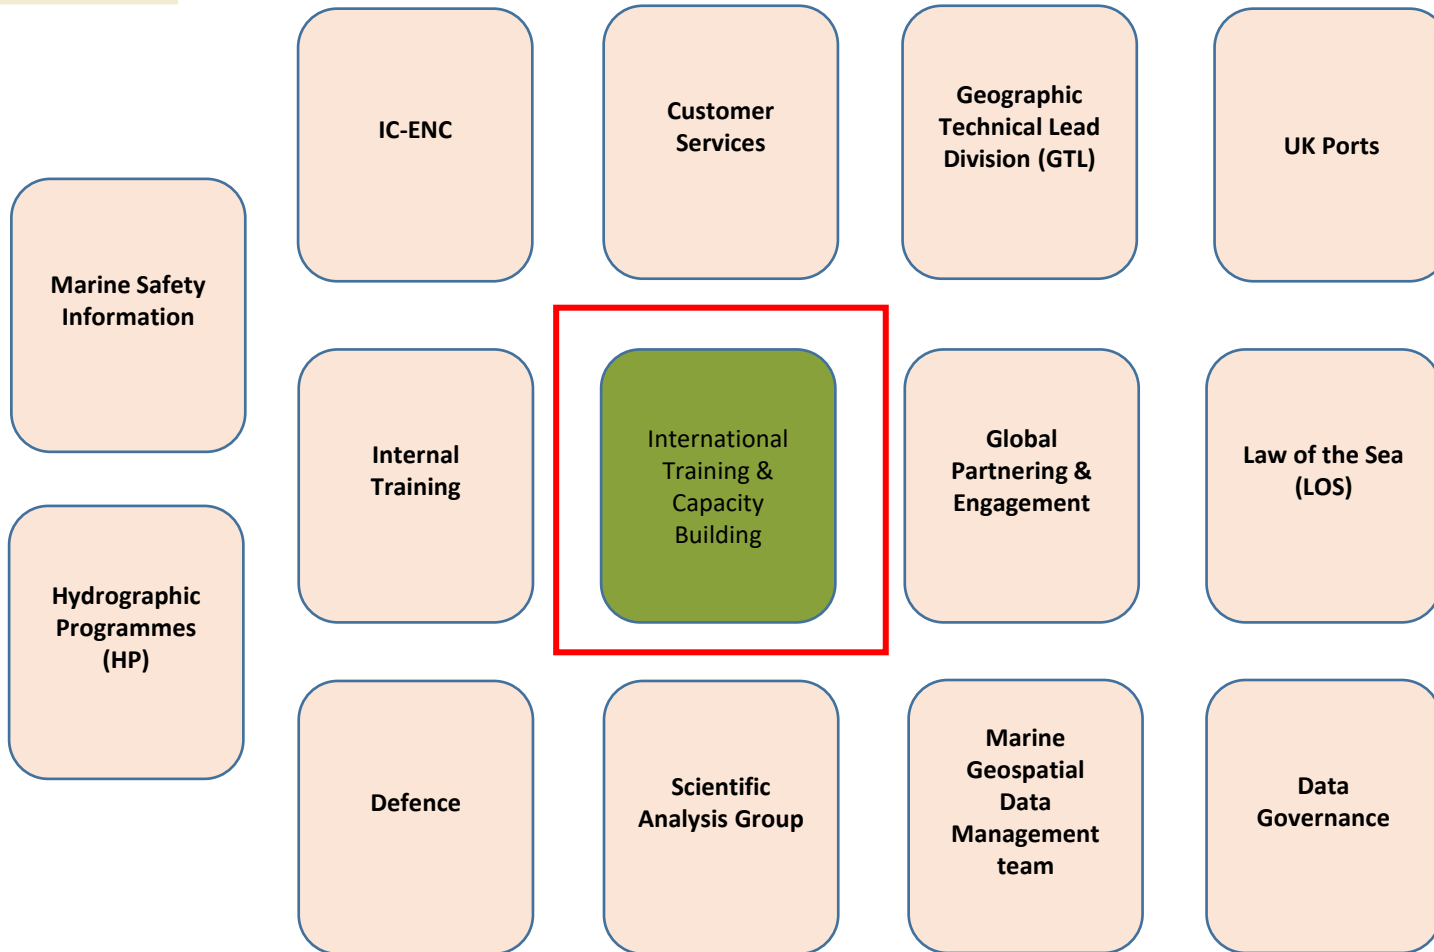 IC-ENC
Customer
Services
Geographic
Technical Lead
Division (GTL)
UK Ports
Marine Safety
Information
Internal
Training
International
Training &
Capacity
Building
Global
Partnering &
Engagement
Law of the Sea
(LOS)
Hydrographic
Programmes
(HP)
Defence
Scientific
Analysis Group
Marine
Geospatial
Data
Management
team
Data
Governance